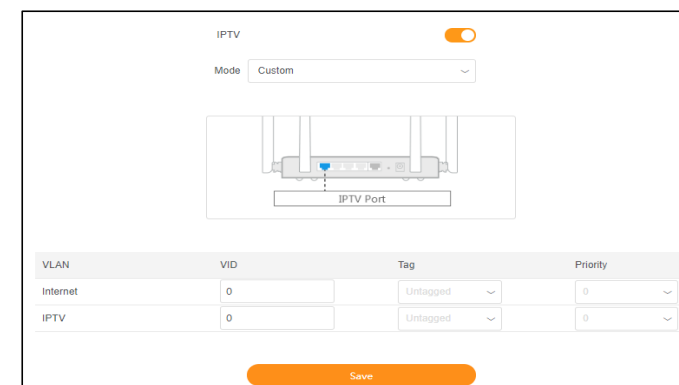 IPTV
Mode Custom
IPTV Port
VLAN VID Tag Priority
Internet 0 Untagged 0
IPTV 0 Untagged 0
Save